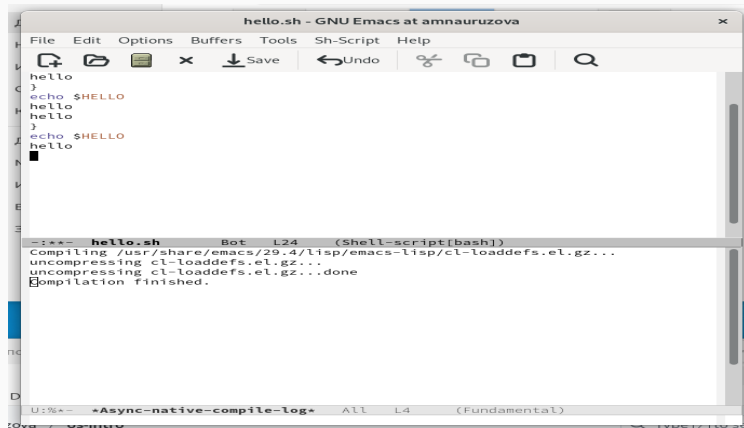 hello.sh - GNU Emacs at amnauruzova
File Edit Options Buffers Tools Sh-Script Help
Save Undo
hello
}
echo $HELLO
hello
hello
}
echo $HELLO
hello
-:**- hello.sh Bot L24 (Shell-script[bash])
Compiling /usr/share/emacs/29.4/lisp/emacs-lisp/cl-loaddefs.el.gz...
uncompressing cl-loaddefs.el.gz...
uncompressing cl-loaddefs.el.gz...done
Compilation finished.
U:%*- *Async-native-compile-log* All L4 (Fundamental)